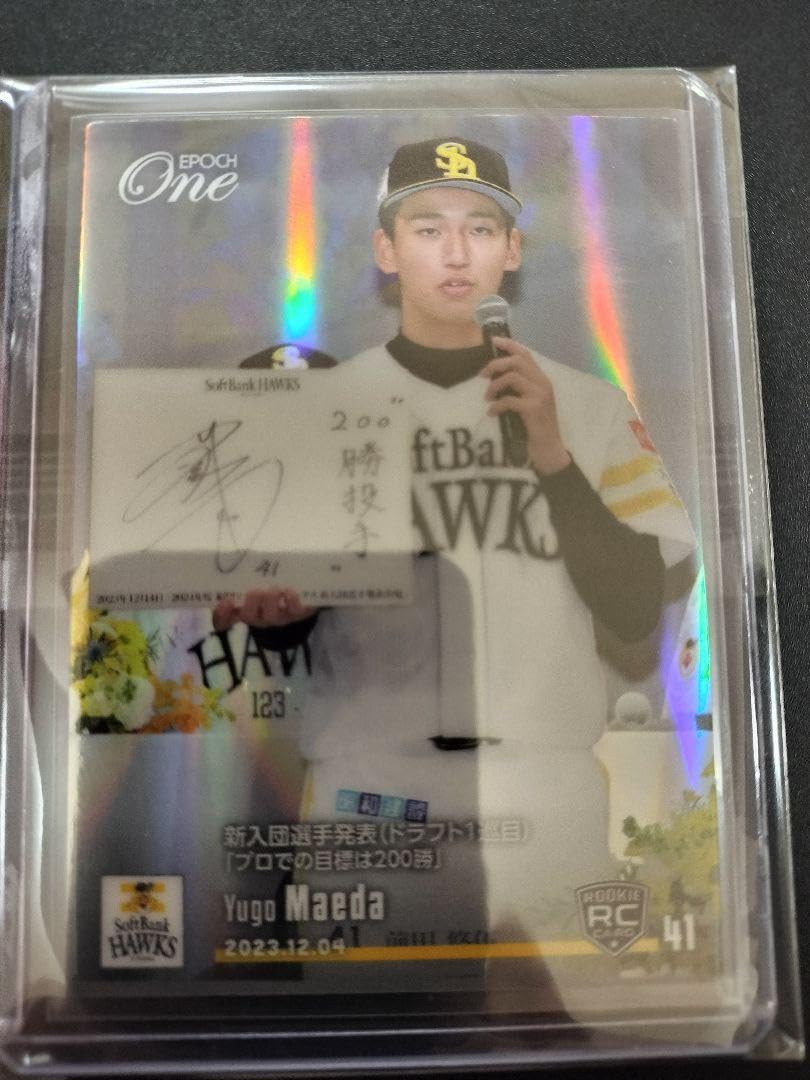 EPOCH
One
SoftBank HAWKS
"200
勝
投
手"
41
ftBa
AWKS
HAW
123
新入団選手発表(ドラフト1巡目)
「プロでの目標は200勝」
Yugo Maeda
2023.12.04
SoftBank
HAWKS
41
ROOKIE
RC
CARD
41